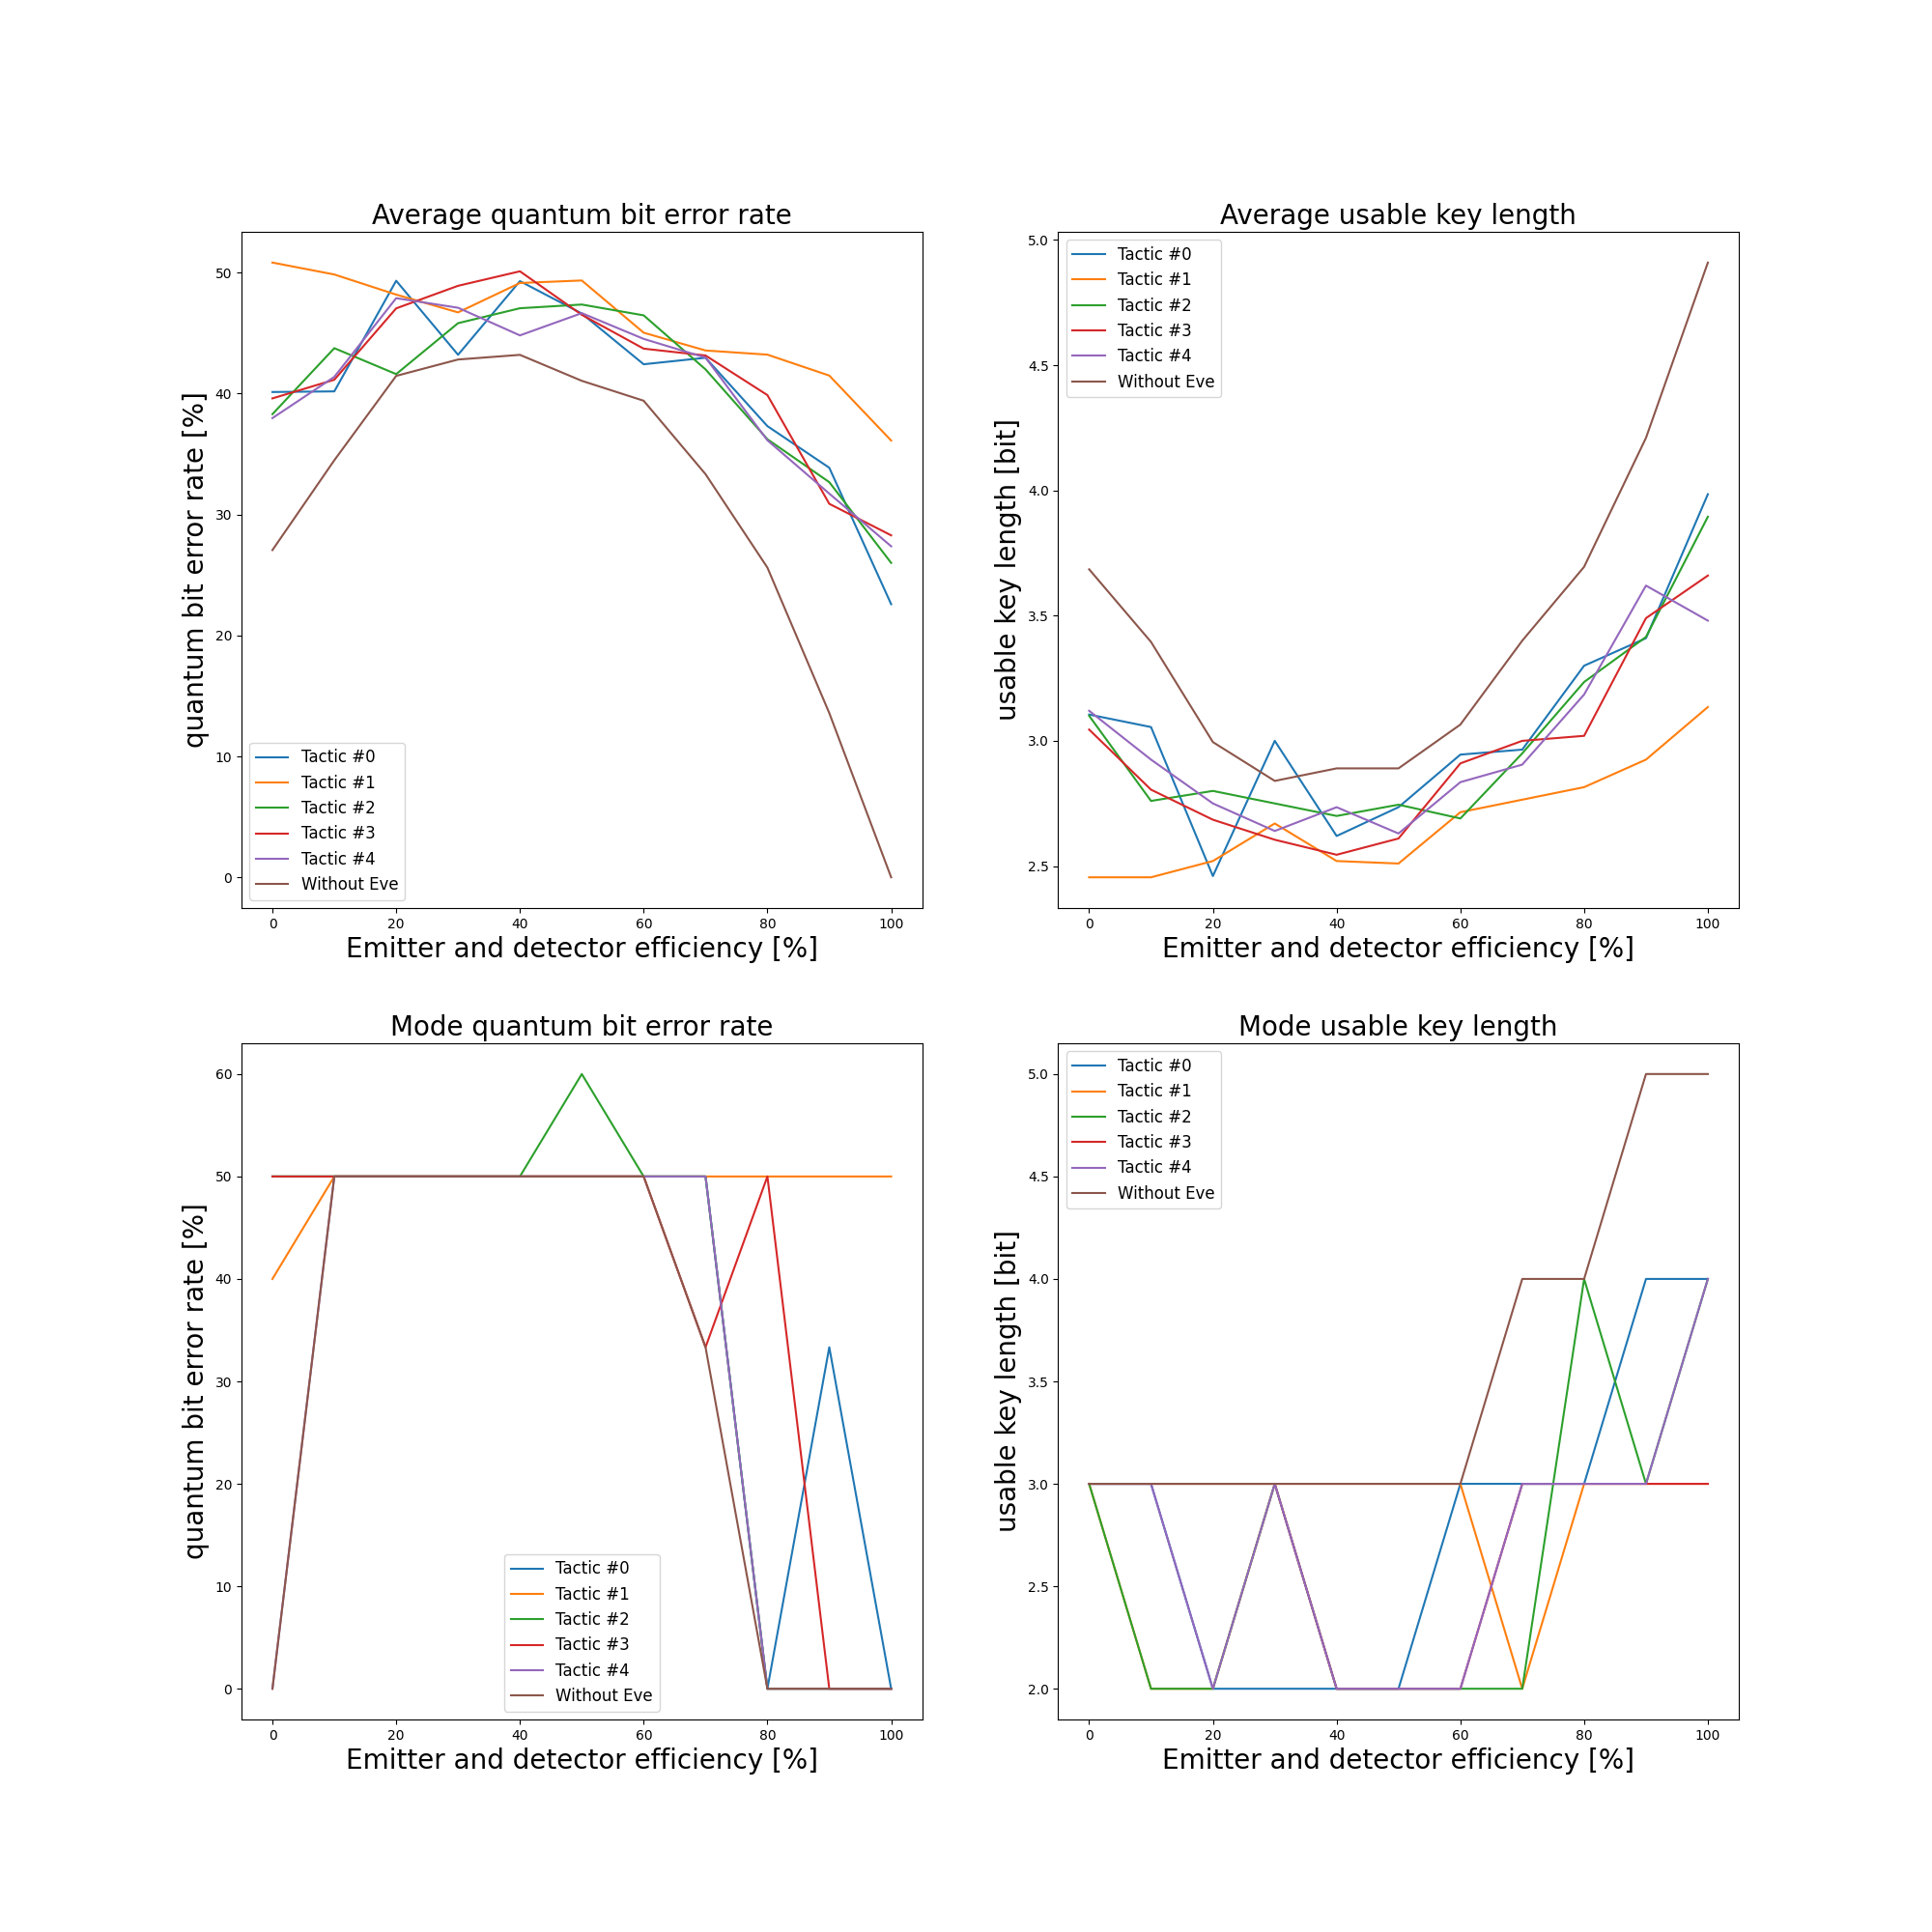 Average quantum bit error rate
quantum bit error rate [%]
50
40
30
20
10
0
Tactic #0
Tactic #1
Tactic #2
Tactic #3
Tactic #4
Without Eve
0 20 40 60 80 100
Emitter and detector efficiency [%]
Average usable key length
usable key length [bit]
5.0
4.5
4.0
3.5
3.0
2.5
Tactic #0
Tactic #1
Tactic #2
Tactic #3
Tactic #4
Without Eve
0 20 40 60 80 100
Emitter and detector efficiency [%]
Mode quantum bit error rate
quantum bit error rate [%]
60
50
40
30
20
10
0
Tactic #0
Tactic #1
Tactic #2
Tactic #3
Tactic #4
Without Eve
0 20 40 60 80 100
Emitter and detector efficiency [%]
Mode usable key length
usable key length [bit]
5.0
4.5
4.0
3.5
3.0
2.5
2.0
Tactic #0
Tactic #1
Tactic #2
Tactic #3
Tactic #4
Without Eve
0 20 40 60 80 100
Emitter and detector efficiency [%]